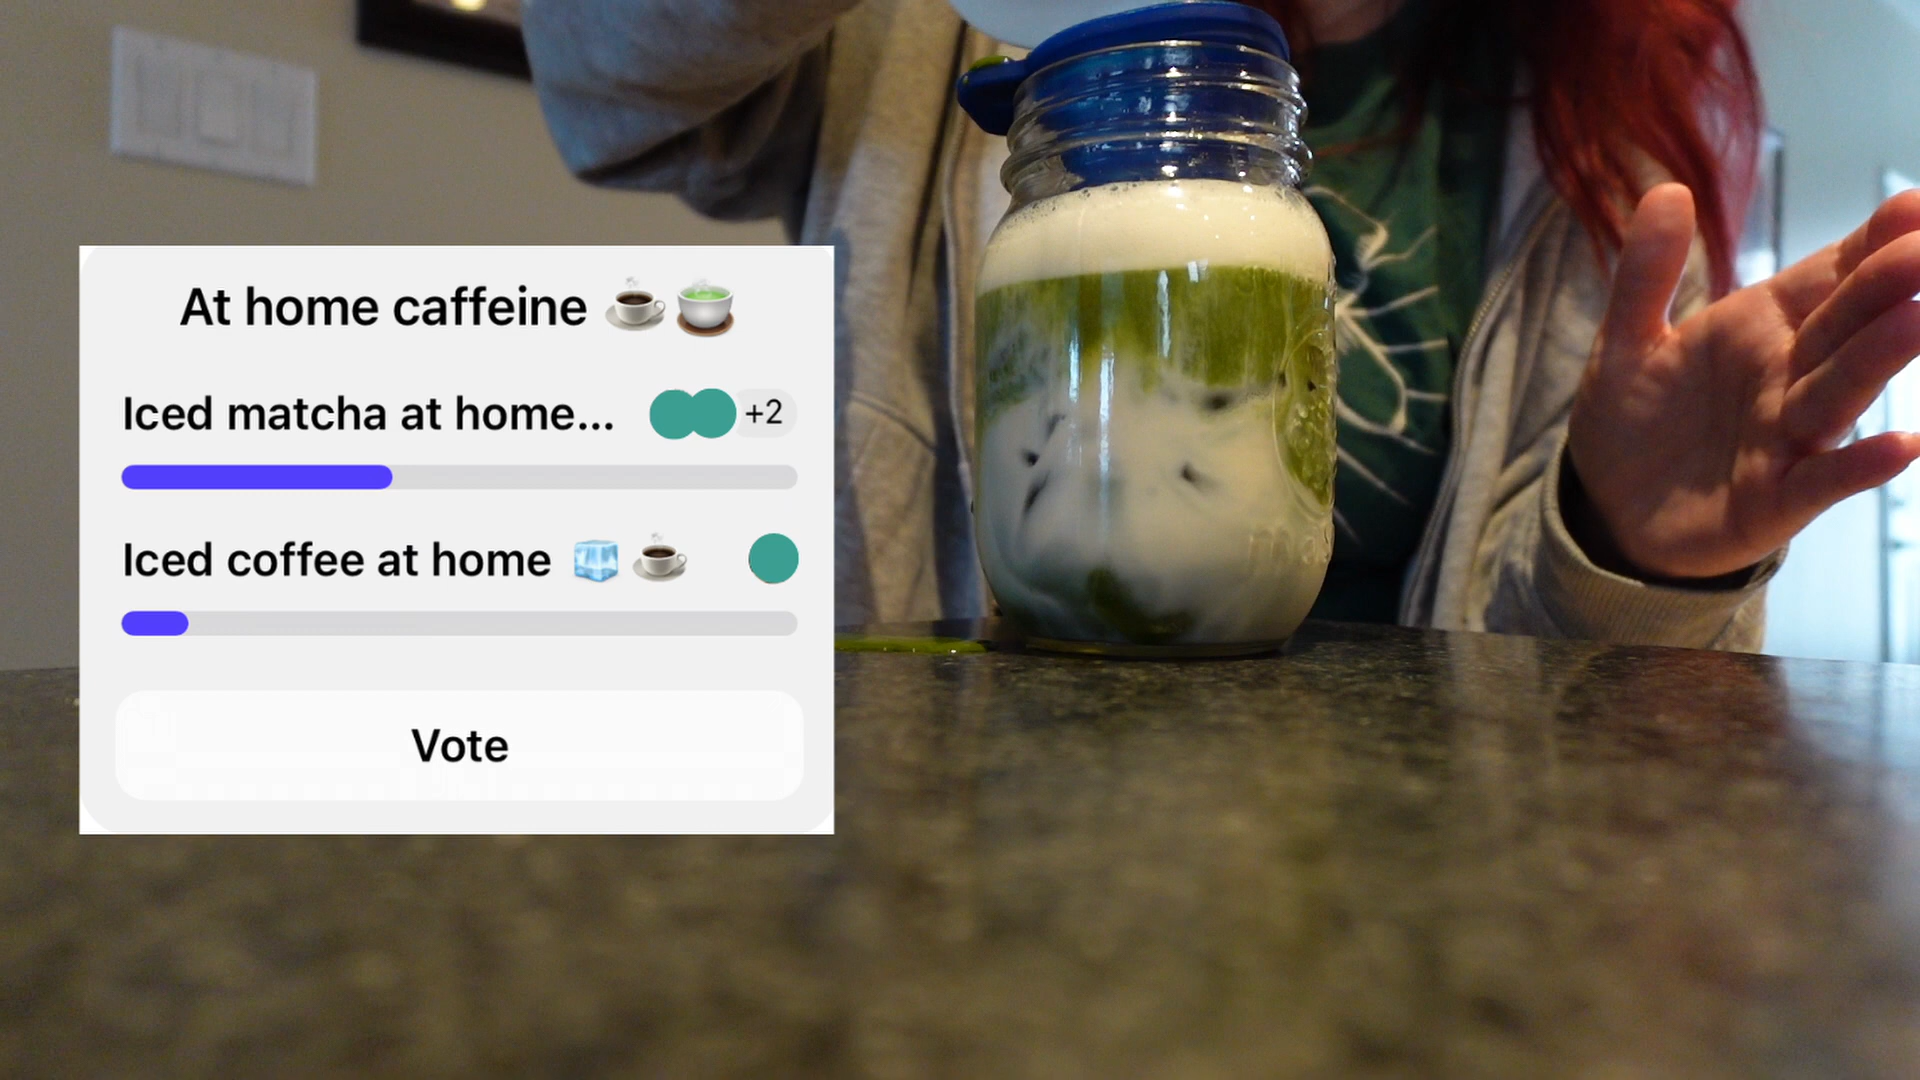 At home caffeine ☕🍵
Iced matcha at home...
+2
Iced coffee at home 🧊 ☕
Vote